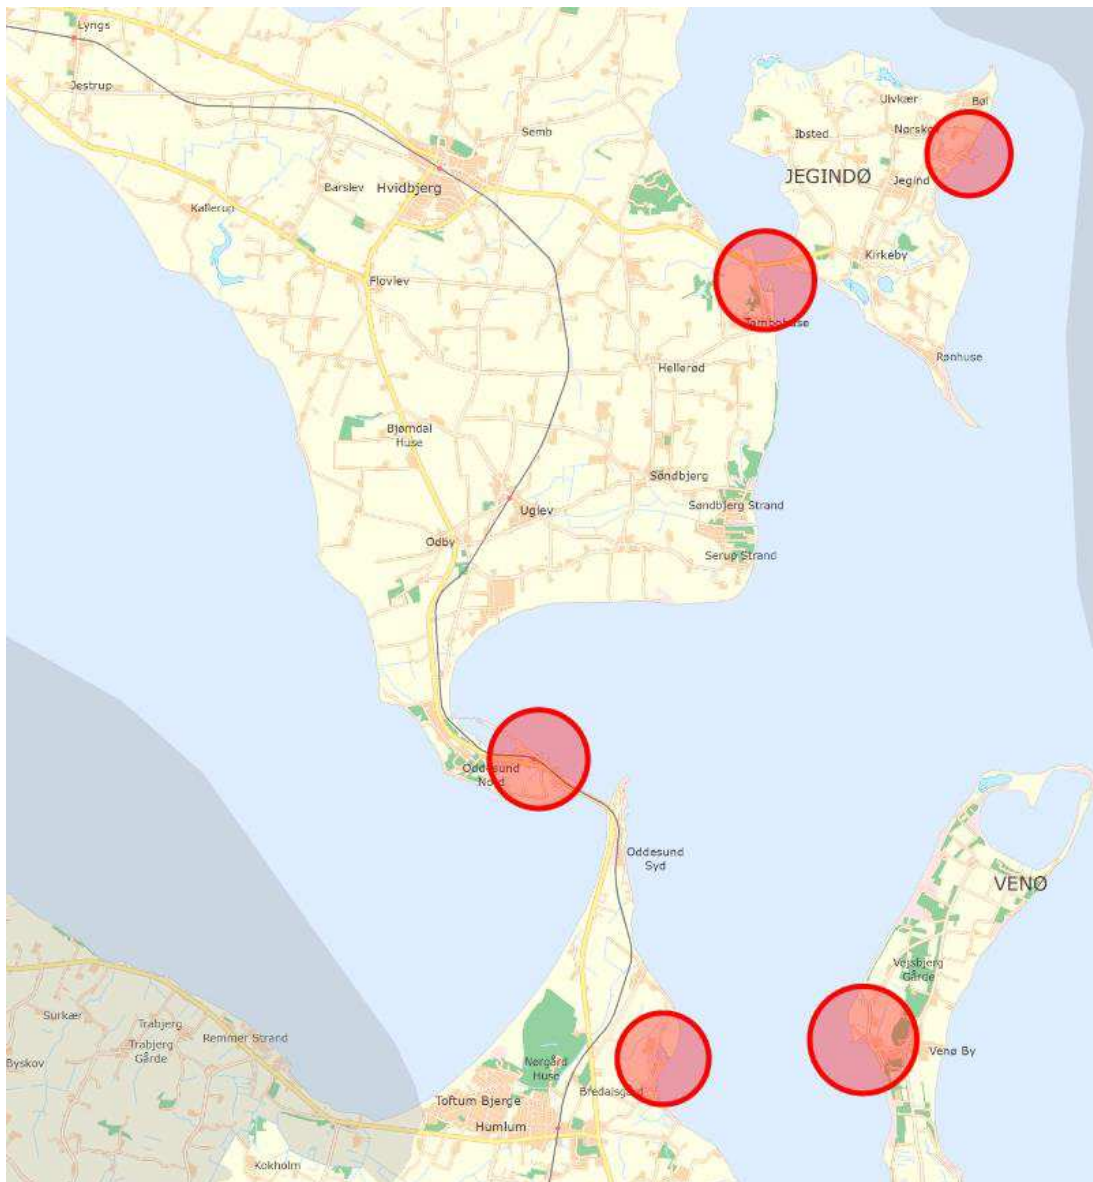 Lyngs
Jestrup
Ulvkær
Bøl
Ibsted
Semb
JEGINDØ
Jegind
Barslev
Hvidbjerg
Kallerup
Kirkeby
Flovlev
Rønhuse
Hellerød
Bjørndal
Huse
Søndbjerg
Søndbjerg Strand
Uglev
Odby
Serup Strand
Oddesund
Nord
Oddesund
Syd
VENØ
Vejsbjerg
Gårde
Surkær
Trabjerg
Remmer Strand
Trabjerg
Gårde
Venø By
Byskov
Nørgård
Huse
Toftum Bjerge
Humlum
Kokholm